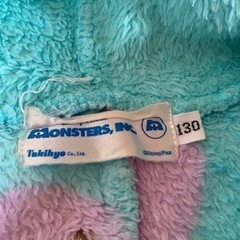 MONSTERS, INC.
Takihyo Co., Ltd.
©Disney/Pixar
130